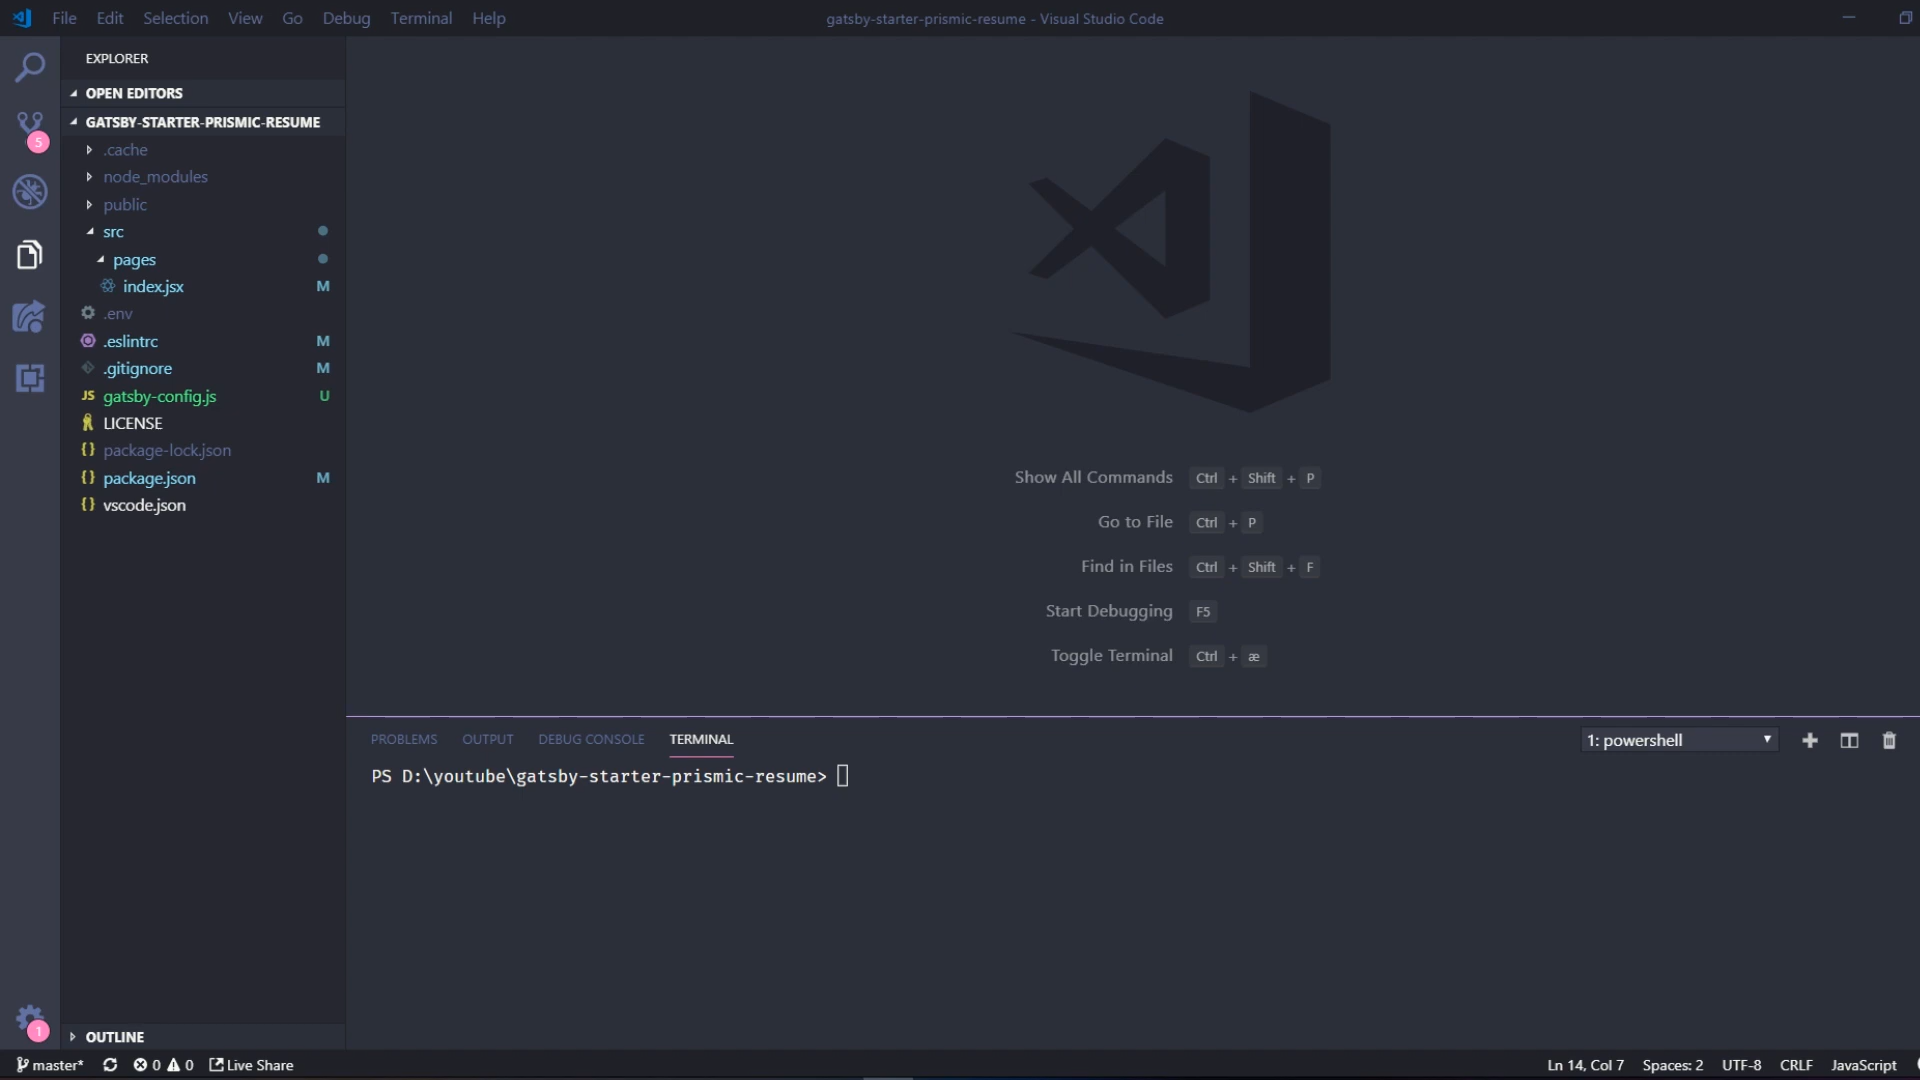 File Edit Selection View Go Debug Terminal Help
gatsby-starter-prismic-resume - Visual Studio Code
EXPLORER
OPEN EDITORS
GATSBY-STARTER-PRISMIC-RESUME
.cache
node_modules
public
src
pages
index.jsx M
.env
.eslintrc M
.gitignore M
JS gatsby-config.js U
LICENSE
{} package-lock.json
{} package.json M
{} vscode.json
5
1
OUTLINE
Show All Commands Ctrl + Shift + P
Go to File Ctrl + P
Find in Files Ctrl + Shift + F
Start Debugging F5
Toggle Terminal Ctrl + æ
PROBLEMS OUTPUT DEBUG CONSOLE TERMINAL
1: powershell
PS D:\youtube\gatsby-starter-prismic-resume>
master* 0 0 Live Share
Ln 14, Col 7 Spaces: 2 UTF-8 CRLF JavaScript